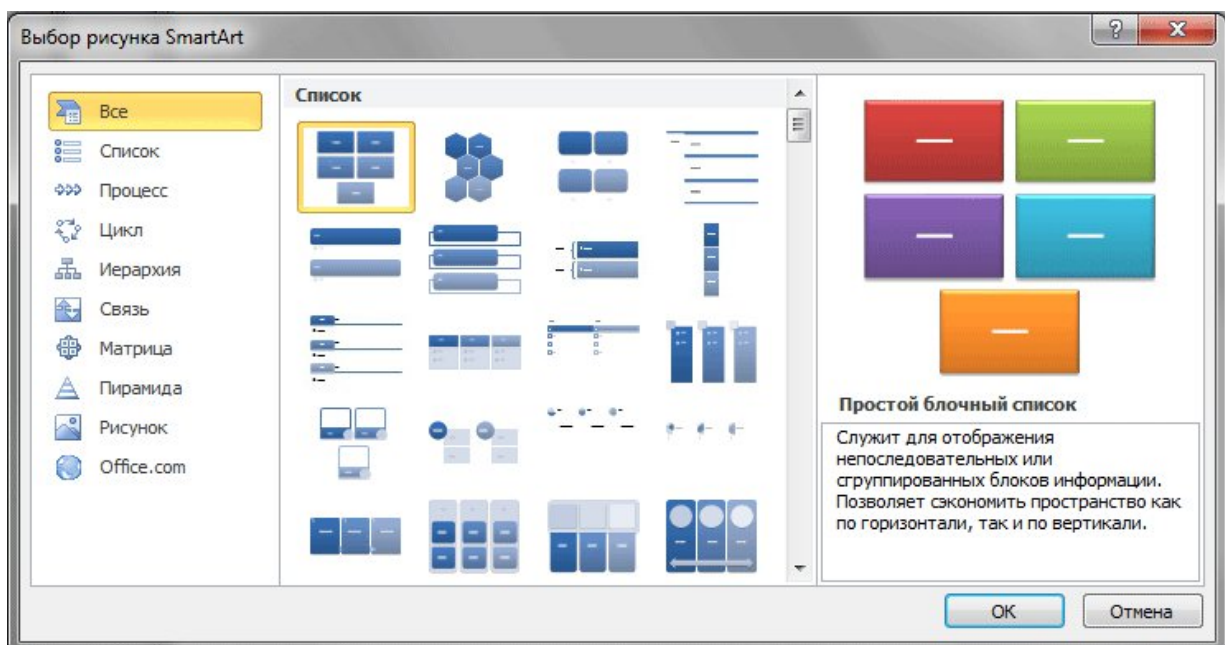 Выбор рисунка SmartArt
Все
Список
Процесс
Цикл
Иерархия
Связь
Матрица
Пирамида
Рисунок
Office.com
Список
Простой блочный список
Служит для отображения
непоследовательных или
сгруппированных блоков информации.
Позволяет сэкономить пространство как
по горизонтали, так и по вертикали.
OK
Отмена